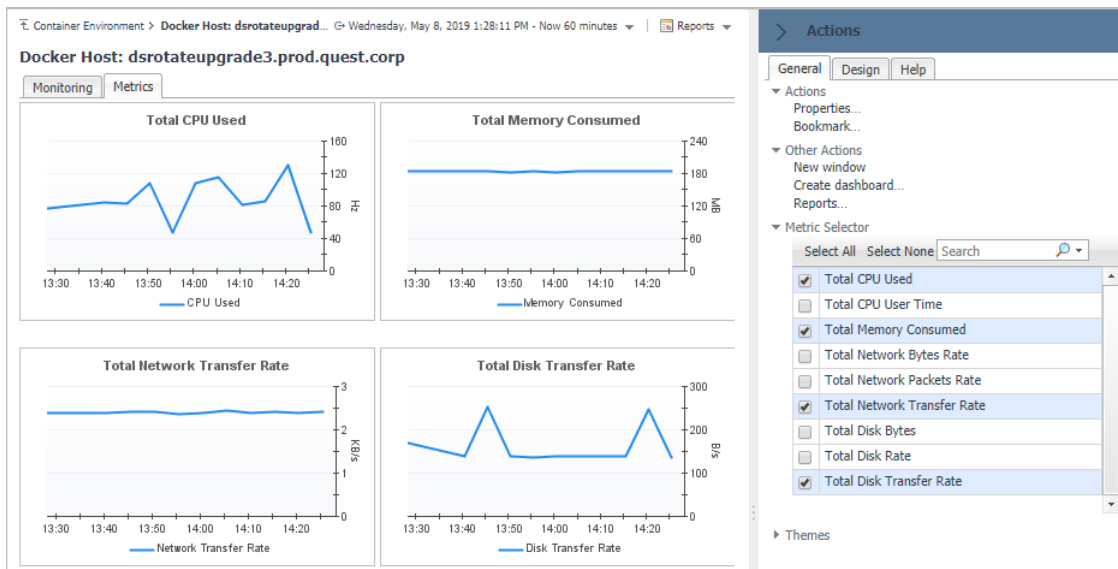 Container Environment > Docker Host: dsrotateupgrad... Wednesday, May 8, 2019 1:28:11 PM - Now 60 minutes | Reports
Docker Host: dsrotateupgrade3.prod.quest.corp
Monitoring Metrics
Total CPU Used
160
120
80
40
0
Hz
13:30 13:40 13:50 14:00 14:10 14:20
CPU Used
Total Memory Consumed
240
180
120
60
0
MB
13:30 13:40 13:50 14:00 14:10 14:20
Memory Consumed
Total Network Transfer Rate
3
2
1
0
KB/s
13:30 13:40 13:50 14:00 14:10 14:20
Network Transfer Rate
Total Disk Transfer Rate
300
200
100
0
B/s
13:30 13:40 13:50 14:00 14:10 14:20
Disk Transfer Rate
Actions
General Design Help
Actions
Properties...
Bookmark...
Other Actions
New window
Create dashboard...
Reports...
Metric Selector
Select All Select None Search
Total CPU Used
Total CPU User Time
Total Memory Consumed
Total Network Bytes Rate
Total Network Packets Rate
Total Network Transfer Rate
Total Disk Bytes
Total Disk Rate
Total Disk Transfer Rate
Themes